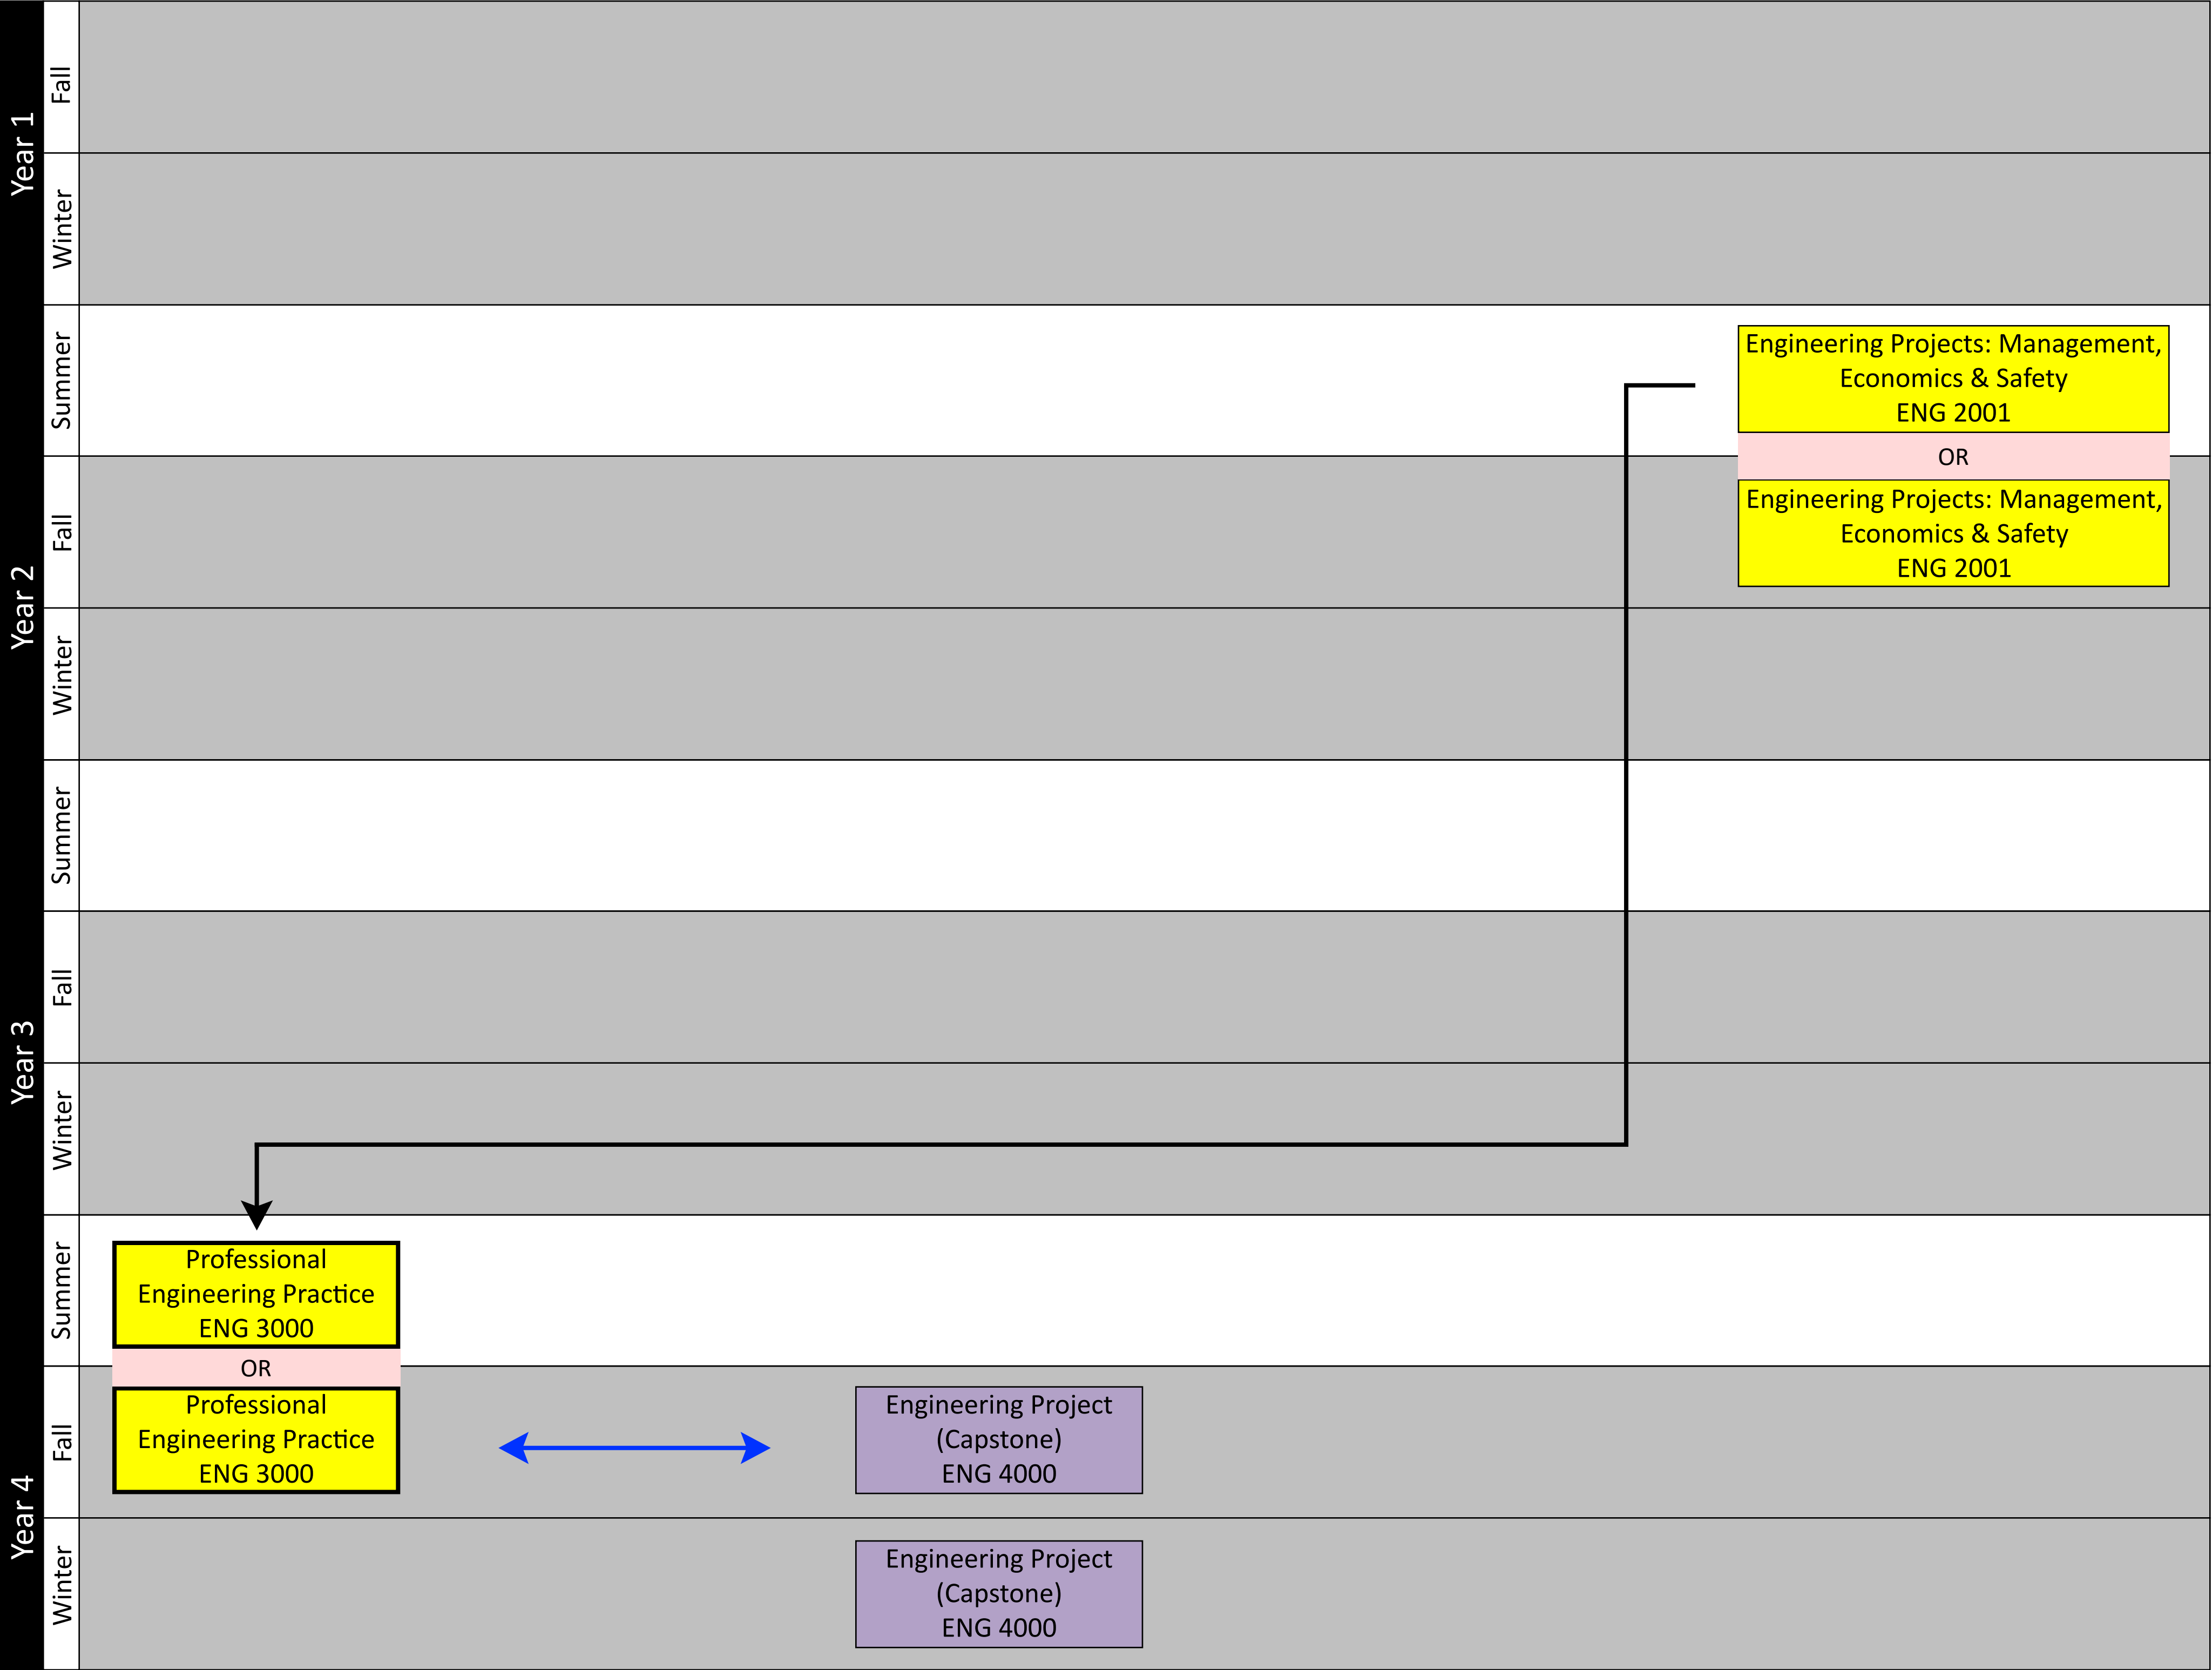 Year 1
Fall
Winter
Summer
Engineering Projects: Management,
Economics & Safety
ENG 2001
OR
Year 2
Fall
Engineering Projects: Management,
Economics & Safety
ENG 2001
Winter
Summer
Year 3
Fall
Winter
Summer
Professional
Engineering Practice
ENG 3000
OR
Year 4
Fall
Professional
Engineering Practice
ENG 3000
Engineering Project
(Capstone)
ENG 4000
Winter
Engineering Project
(Capstone)
ENG 4000